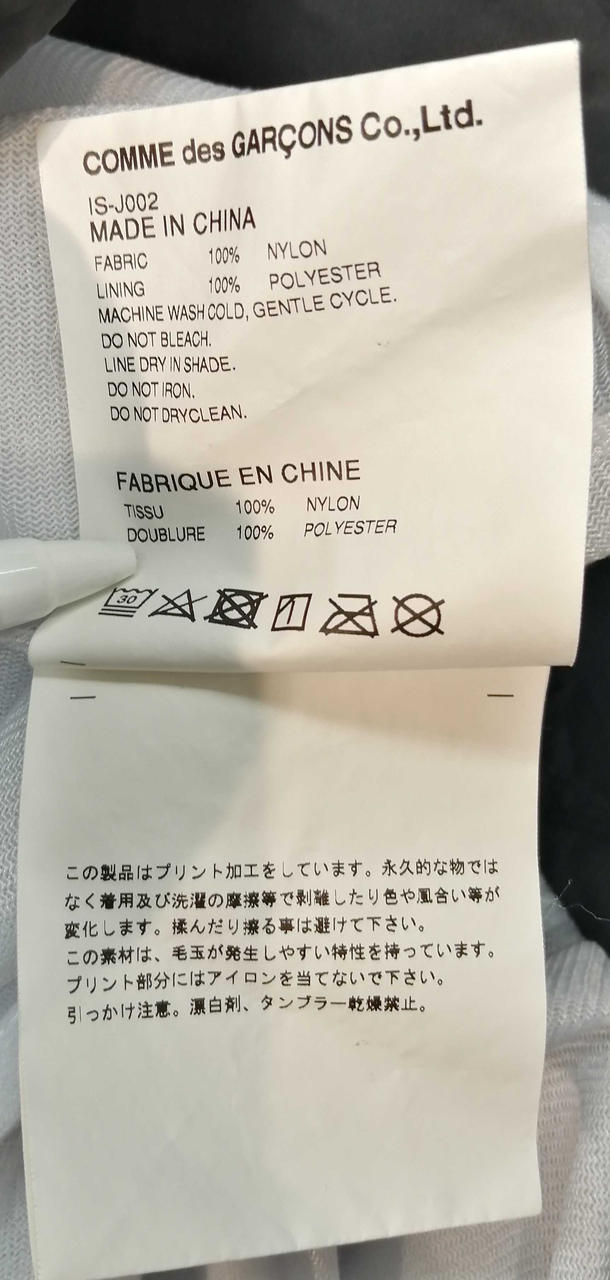 COMME des GARÇONS Co.,Ltd.
IS-J002
MADE IN CHINA
FABRIC 100% NYLON
LINING 100% POLYESTER
MACHINE WASH COLD, GENTLE CYCLE.
DO NOT BLEACH.
LINE DRY IN SHADE.
DO NOT IRON.
DO NOT DRYCLEAN.
FABRIQUE EN CHINE
TISSU 100% NYLON
DOUBLURE 100% POLYESTER
30
この製品はプリント加工をしています。永久的な物では
なく着用及び洗濯の摩擦等で剥離したり色や風合い等が
変化します。揉んだり擦る事は避けて下さい。
この素材は、毛玉が発生しやすい特性を持っています。
プリント部分にはアイロンを当てないで下さい。
引っかけ注意。漂白剤、タンブラー乾燥禁止。